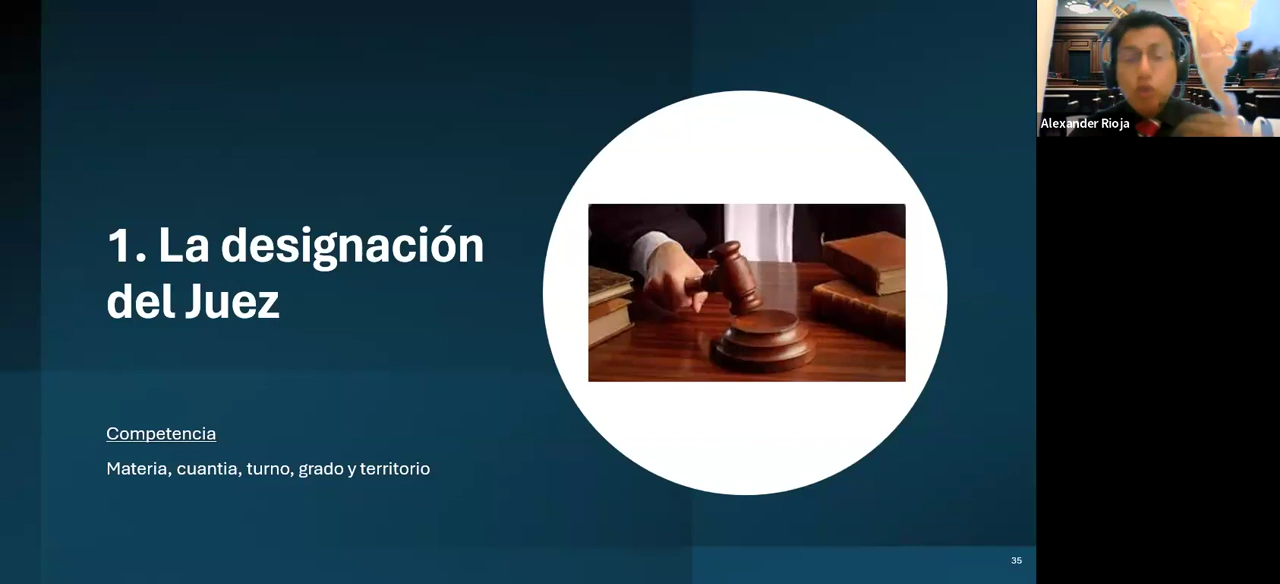 1. La designación
del Juez
Competencia
Materia, cuantia, turno, grado y territorio
35
Alexander Rioja